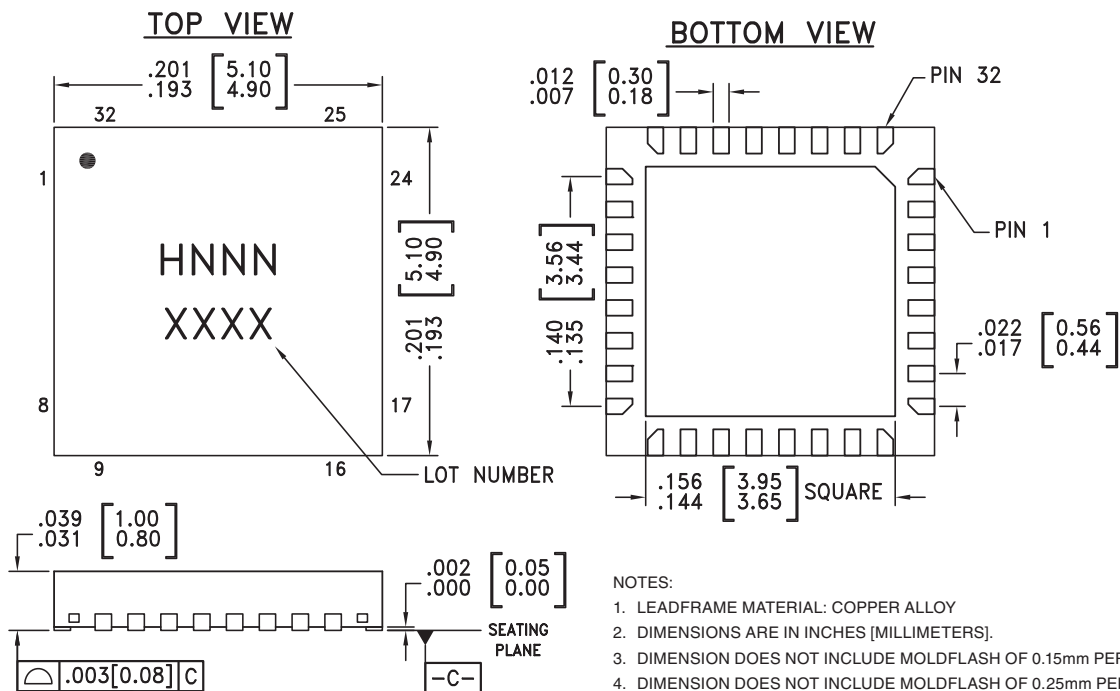 TOP VIEW
.201 [5.10]
.193 [4.90]
32 25
1 24
HNNN
XXXX
5.10
4.90
.201
.193
8 17
9 16
LOT NUMBER
BOTTOM VIEW
.012 [0.30]
.007 [0.18]
PIN 32
PIN 1
3.56
3.44
.140
.135
.022 [0.56]
.017 [0.44]
.156 [3.95]
.144 [3.65] SQUARE
.039 [1.00]
.031 [0.80]
.002 [0.05]
.000 [0.00]
SEATING
PLANE
.003[0.08] C
-C-
NOTES:
1. LEADFRAME MATERIAL: COPPER ALLOY
2. DIMENSIONS ARE IN INCHES [MILLIMETERS].
3. DIMENSION DOES NOT INCLUDE MOLDFLASH OF 0.15mm
4. DIMENSION DOES NOT INCLUDE MOLDFLASH OF 0.25mm